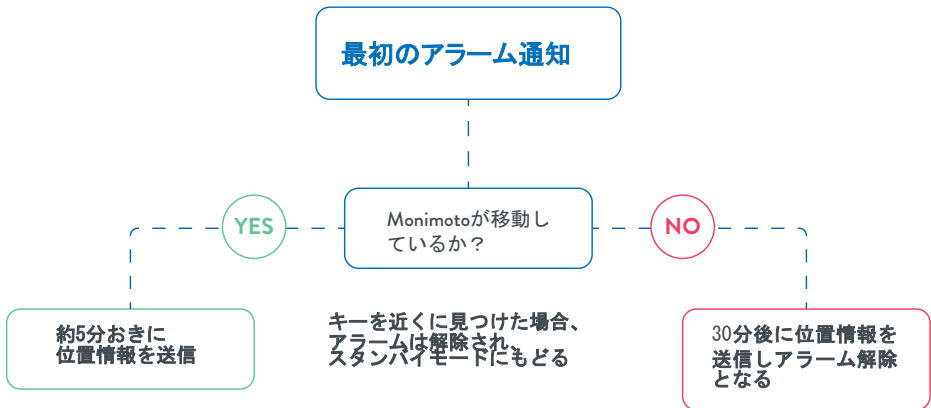 最初のアラーム通知
Monimotoが移動し
ているか？
YES
NO
約5分おきに
位置情報を送信
キーを近くに見つけた場合、
アラームは解除され、
スタンバイモードにもどる
30分後に位置情報を
送信しアラーム解除
となる